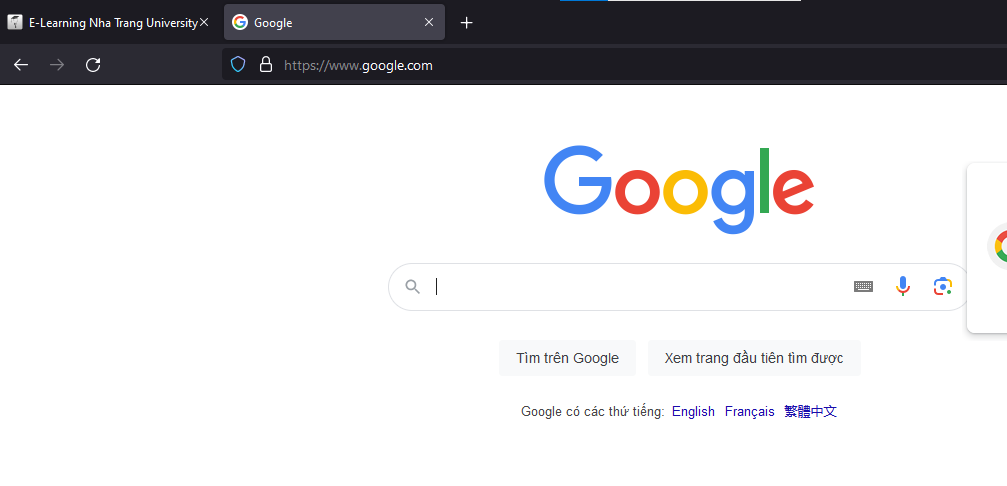 E-Learning Nha Trang University
Google
https://www.google.com
Google
Tìm trên Google
Xem trang đầu tiên tìm được
Google có các thứ tiếng: English Français 繁體中文